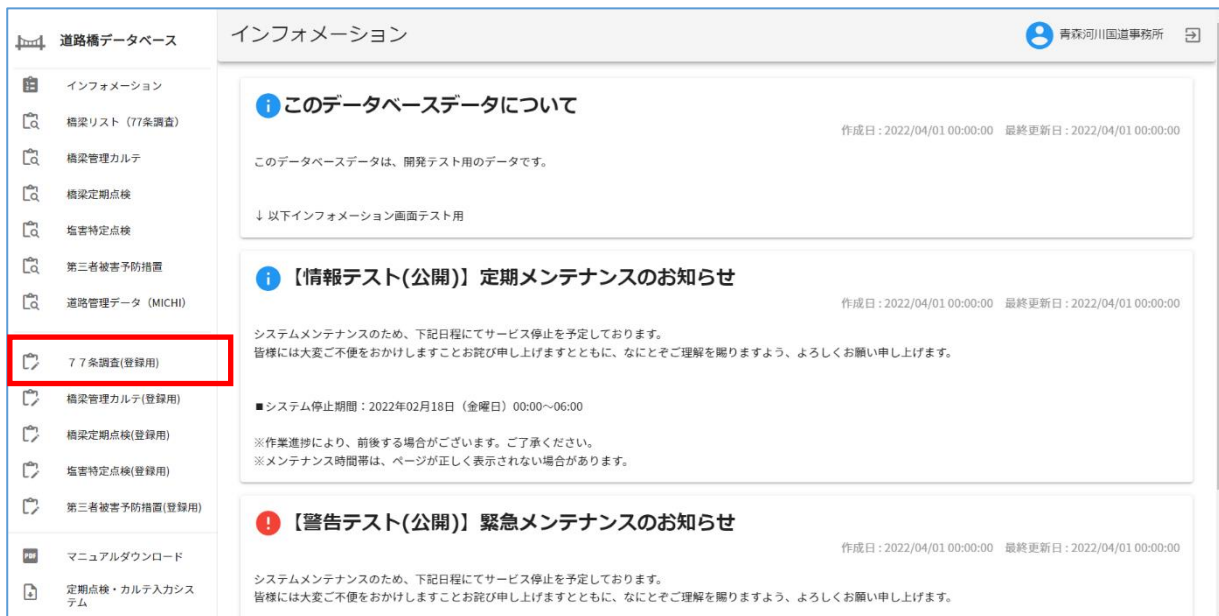 道路橋データベース
インフォメーション
橋梁リスト（77条調査）
橋梁管理カルテ
橋梁定期点検
塩害特定点検
第三者被害予防措置
道路管理データ（MICHI）
７７条調査(登録用)
橋梁管理カルテ(登録用)
橋梁定期点検(登録用)
塩害特定点検(登録用)
第三者被害予防措置(登録用)
PDF
マニュアルダウンロード
定期点検・カルテ入力シス
テム
インフォメーション
青森河川国道事務所
このデータベースデータについて
作成日 : 2022/04/01 00:00:00 最終更新日 : 2022/04/01 00:00:00
このデータベースデータは、開発テスト用のデータです。
↓ 以下インフォメーション画面テスト用
【情報テスト(公開)】定期メンテナンスのお知らせ
作成日 : 2022/04/01 00:00:00 最終更新日 : 2022/04/01 00:00:00
システムメンテナンスのため、下記日程にてサービス停止を予定しております。
皆様には大変ご不便をおかけしますことお詫び申し上げますとともに、なにとぞご理解を賜りますよう、よろしくお願い申し上げます。
■システム停止期間：2022年02月18日（金曜日）00:00～06:00
※作業進捗により、前後する場合がございます。ご了承ください。
※メンテナンス時間帯は、ページが正しく表示されない場合があります。
【警告テスト(公開)】緊急メンテナンスのお知らせ
作成日 : 2022/04/01 00:00:00 最終更新日 : 2022/04/01 00:00:00
システムメンテナンスのため、下記日程にてサービス停止を予定しております。
皆様には大変ご不便をおかけしますことお詫び申し上げますとともに、なにとぞご理解を賜りますよう、よろしくお願い申し上げます。